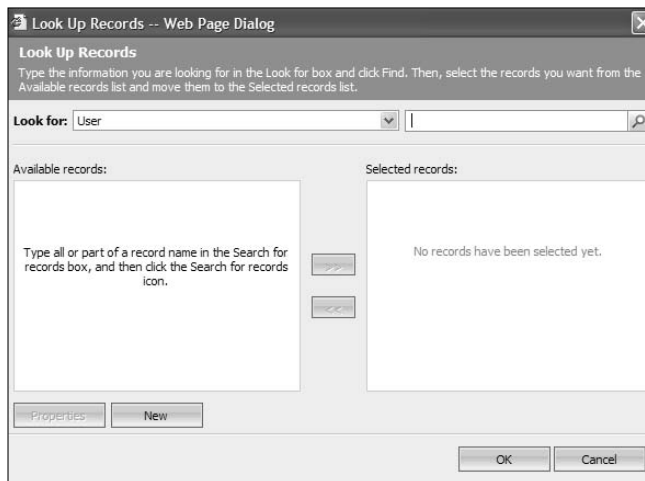 Look Up Records -- Web Page Dialog
Look Up Records
Type the information you are looking for in the Look for box and click Find. Then, select the records you want from the
Available records list and move them to the Selected records list.
Look for: User
Available records:
Selected records:
Type all or part of a record name in the Search for
records box, and then click the Search for records
icon.
No records have been selected yet.
>>
<<
Properties
New
OK
Cancel